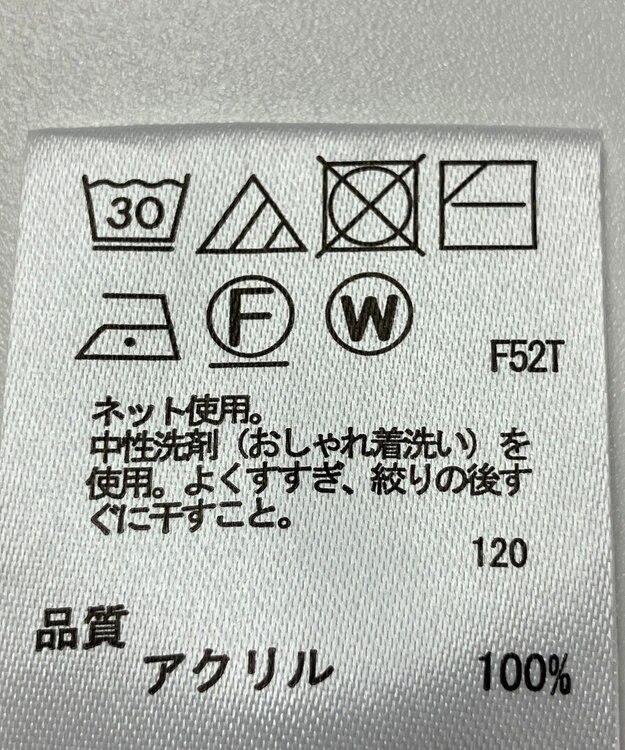 30
F W
F52T
ネット使用。
中性洗剤（おしゃれ着洗い）を
使用。よくすすぎ、絞りの後す
ぐに干すこと。
120
品質
アクリル 100%